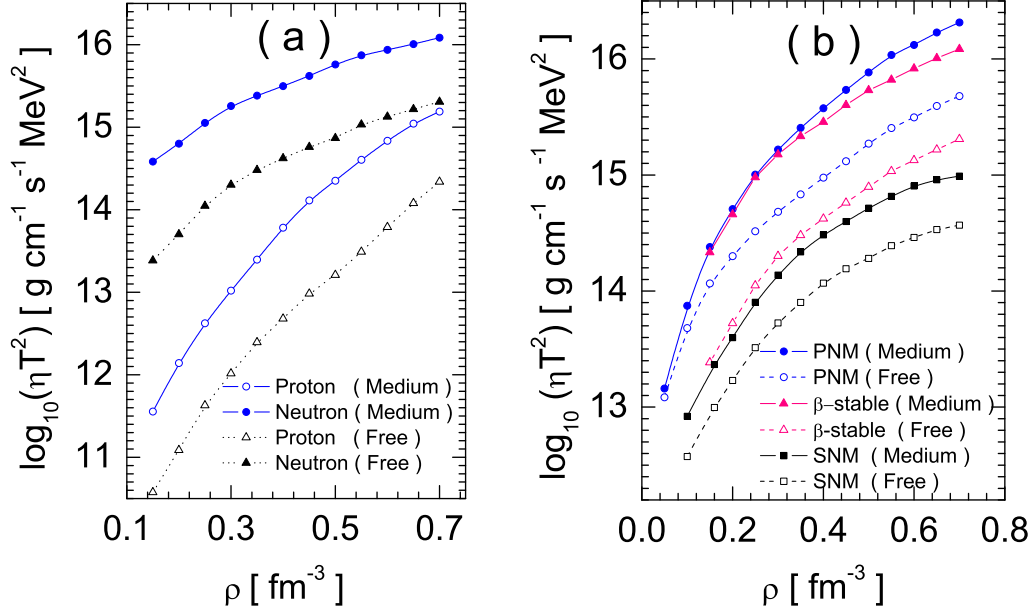 ( a )
log₁₀(ηT²) [ g cm⁻¹ s⁻¹ MeV²]
16
15
14
13
12
11
Proton ( Medium )
Neutron ( Medium )
Proton ( Free )
Neutron ( Free )
0.1 0.3 0.5 0.7
ρ [ fm⁻³ ]
( b )
log₁₀ (ηT²) [ g cm⁻¹ s⁻¹ MeV²]
16
15
14
13
PNM ( Medium )
PNM ( Free )
β−stable ( Medium )
β−stable ( Free )
SNM ( Medium )
SNM ( Free )
0.0 0.2 0.4 0.6 0.8
ρ [ fm⁻³ ]